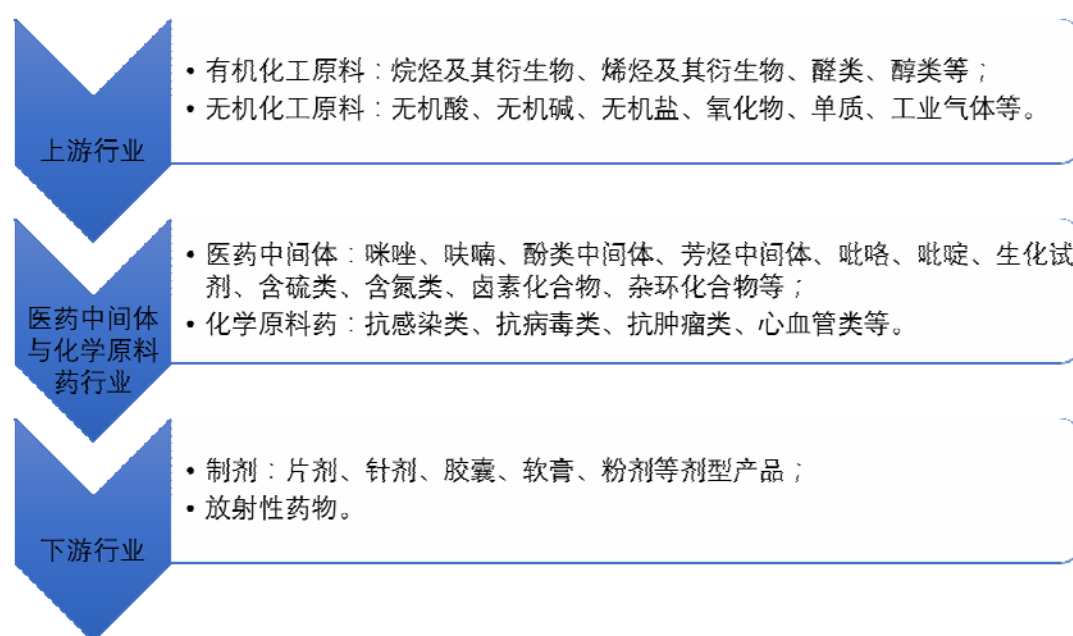 • 有机化工原料：烷烃及其衍生物、烯烃及其衍生物、醛类、醇类等；
• 无机化工原料：无机酸、无机碱、无机盐、氧化物、单质、工业气体等。
上游行业
• 医药中间体：咪唑、呋喃、酚类中间体、芳烃中间体、吡咯、吡啶、生化试
剂、含硫类、含氮类、卤素化合物、杂环化合物等；
• 化学原料药：抗感染类、抗病毒类、抗肿瘤类、心血管类等。
医药中间体
与化学原料
药行业
• 制剂：片剂、针剂、胶囊、软膏、粉剂等剂型产品；
• 放射性药物。
下游行业